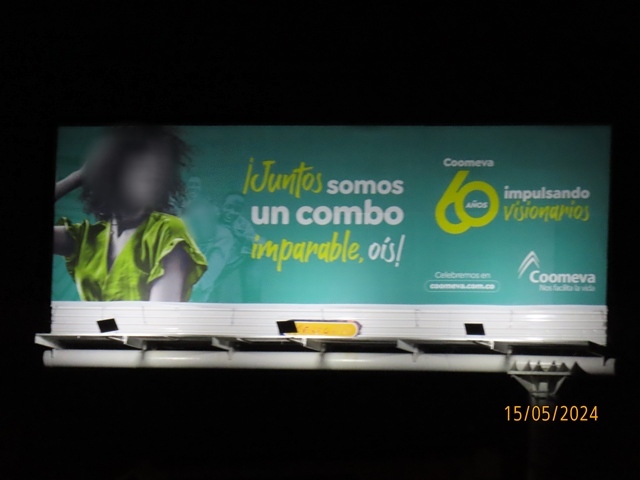 ¡Juntos somos
un combo
imparable, oís!
Coomeva
60 AÑOS
impulsando
visionarios
Celebremos en
coomeva.com.co
Coomeva
Nos facilita la vida
15/05/2024